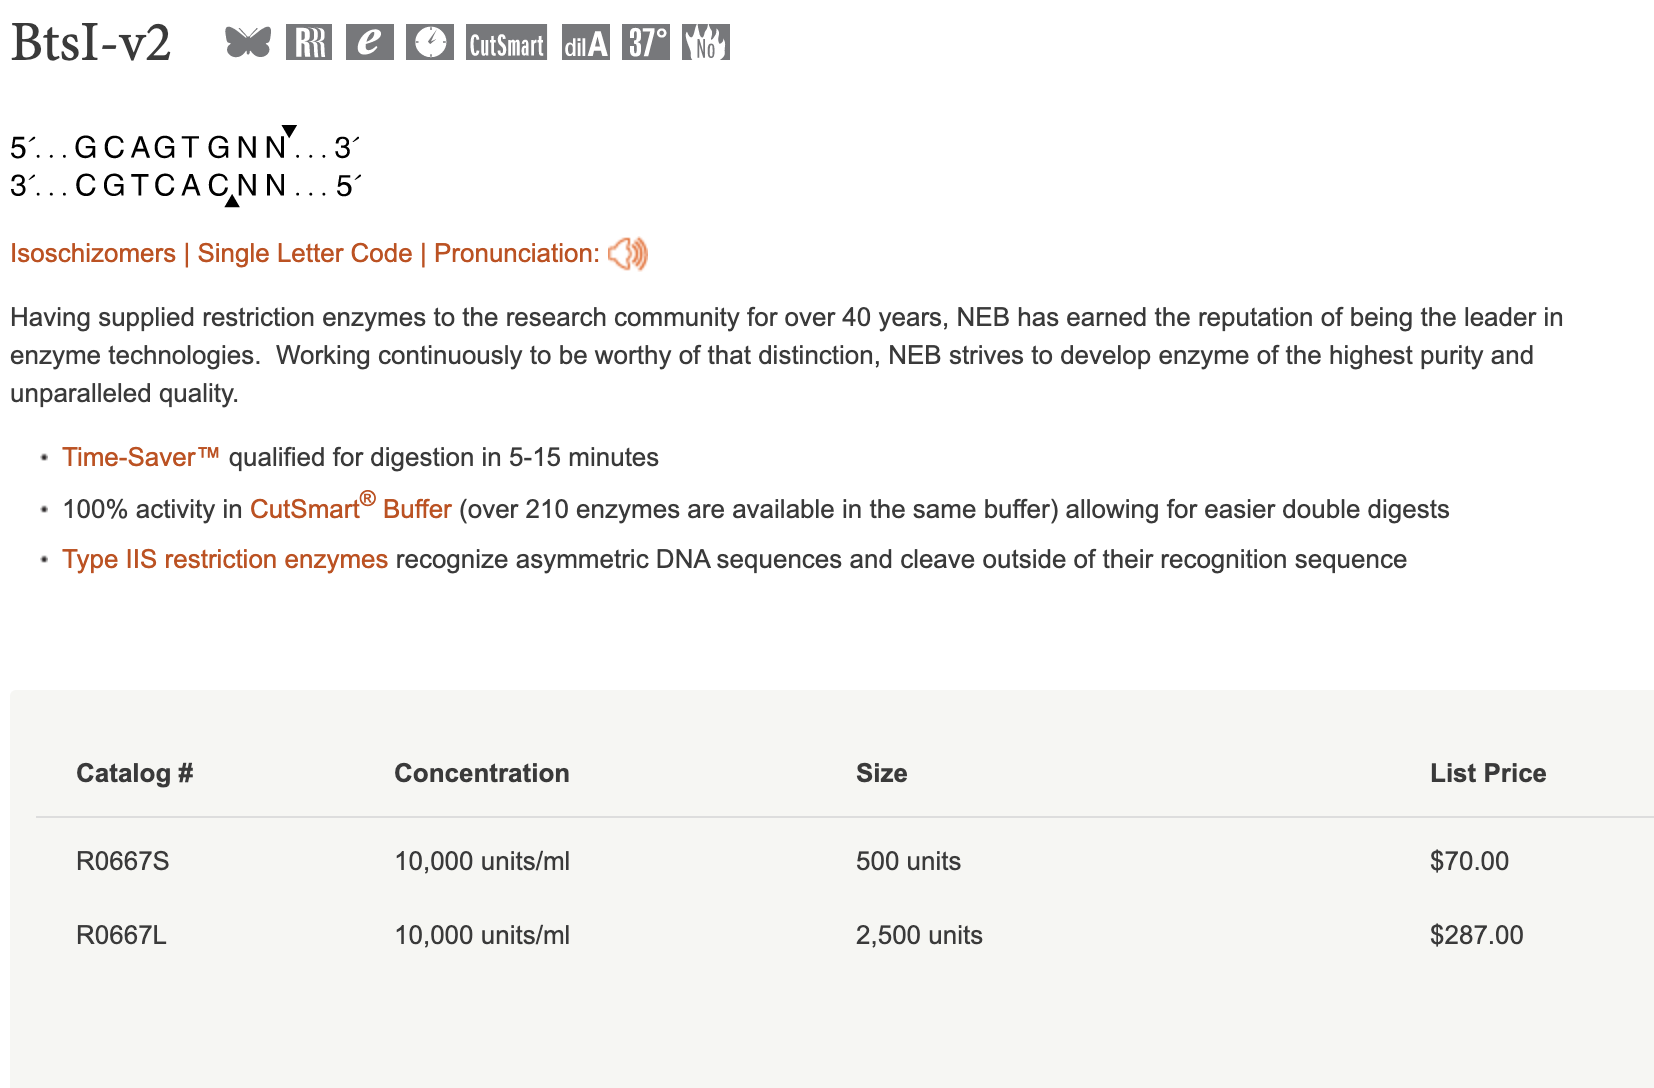 BtsI-v2 RRR e CutSmart dilA 37° No
5´...GCAGTGNN▼...3´
3´...CGTCAC▲NN...5´
Isoschizomers | Single Letter Code | Pronunciation:
Having supplied restriction enzymes to the research community for over 40 years, NEB has earned the reputation of being the leader in
enzyme technologies.  Working continuously to be worthy of that distinction, NEB strives to develop enzyme of the highest purity and
unparalleled quality.
• Time-Saver™ qualified for digestion in 5-15 minutes
• 100% activity in CutSmart® Buffer (over 210 enzymes are available in the same buffer) allowing for easier double digests
• Type IIS restriction enzymes recognize asymmetric DNA sequences and cleave outside of their recognition sequence
Catalog # Concentration Size List Price
R0667S 10,000 units/ml 500 units $70.00
R0667L 10,000 units/ml 2,500 units $287.00